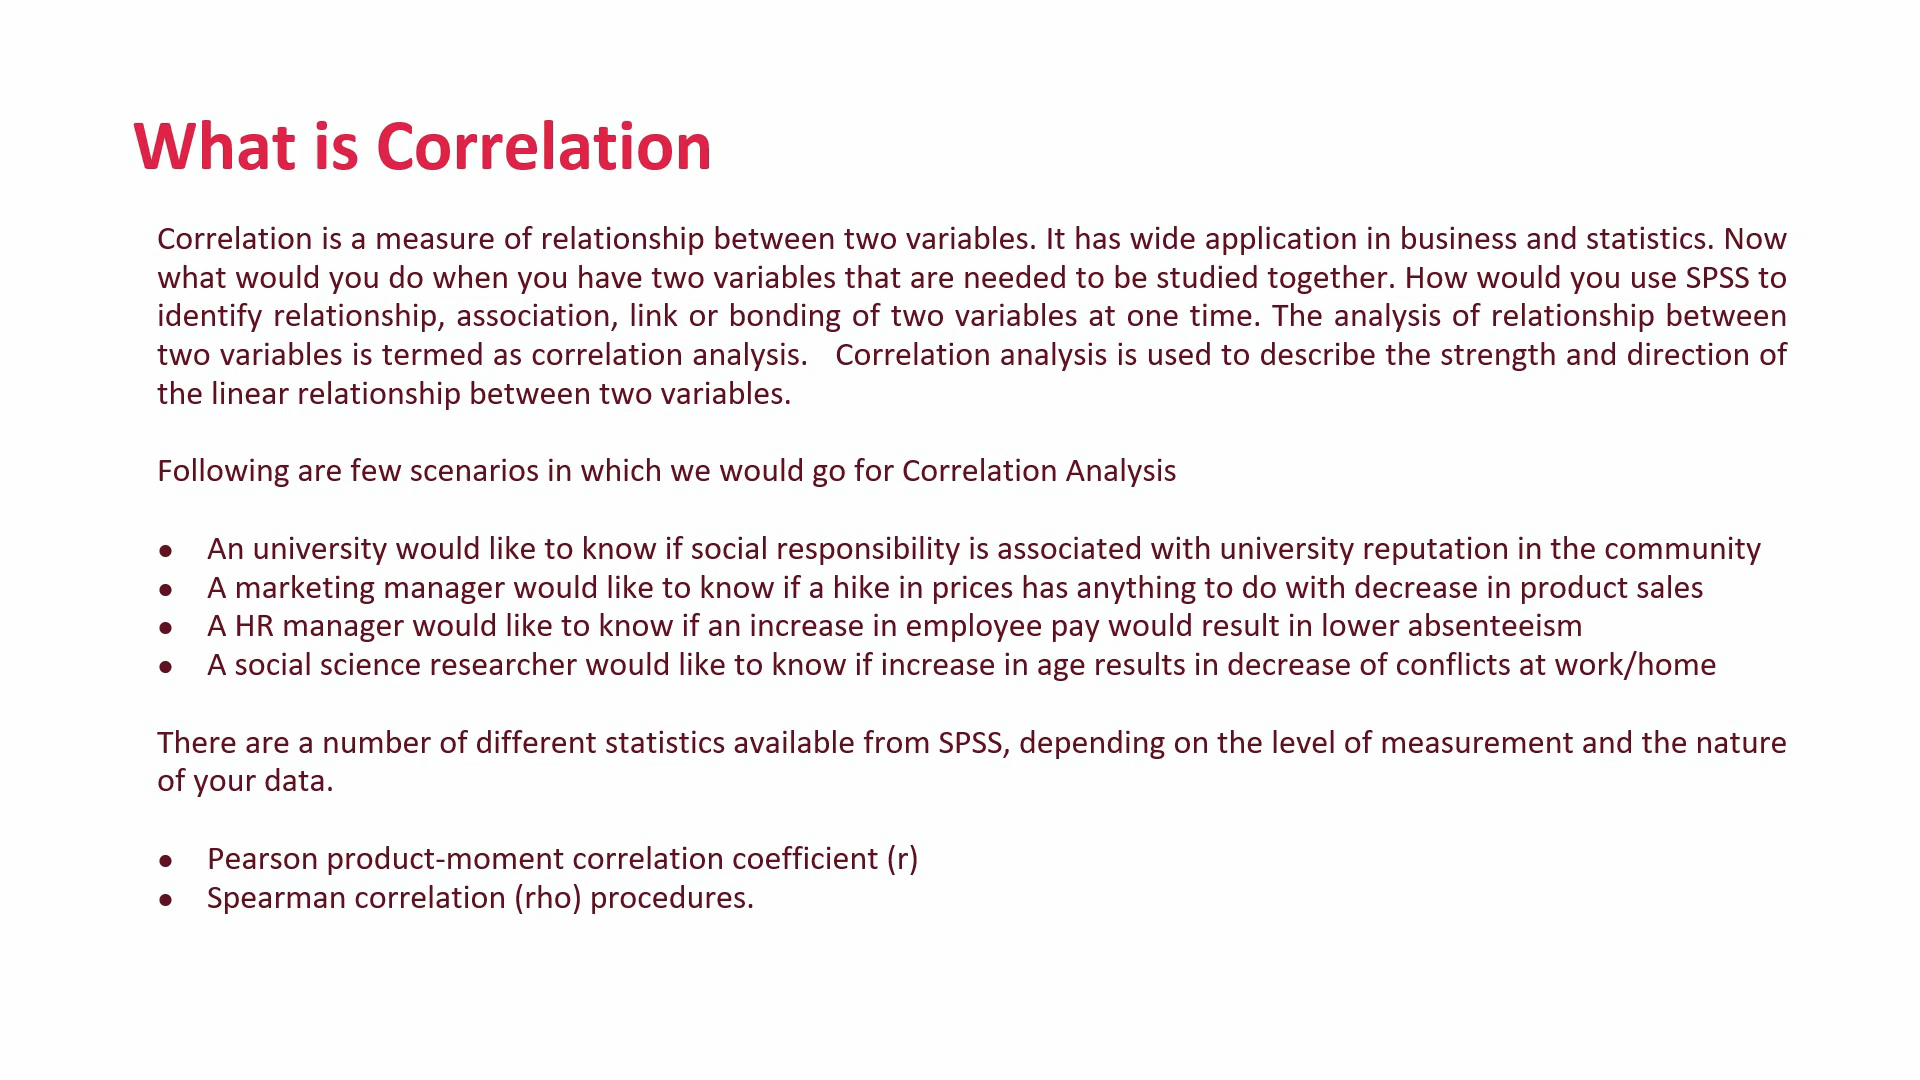 What is Correlation
Correlation is a measure of relationship between two variables. It has wide application in business and statistics. Now
what would you do when you have two variables that are needed to be studied together. How would you use SPSS to
identify relationship, association, link or bonding of two variables at one time. The analysis of relationship between
two variables is termed as correlation analysis. Correlation analysis is used to describe the strength and direction of
the linear relationship between two variables.
Following are few scenarios in which we would go for Correlation Analysis
● An university would like to know if social responsibility is associated with university reputation in the community
● A marketing manager would like to know if a hike in prices has anything to do with decrease in product sales
● A HR manager would like to know if an increase in employee pay would result in lower absenteeism
● A social science researcher would like to know if increase in age results in decrease of conflicts at work/home
There are a number of different statistics available from SPSS, depending on the level of measurement and the nature
of your data.
● Pearson product-moment correlation coefficient (r)
● Spearman correlation (rho) procedures.